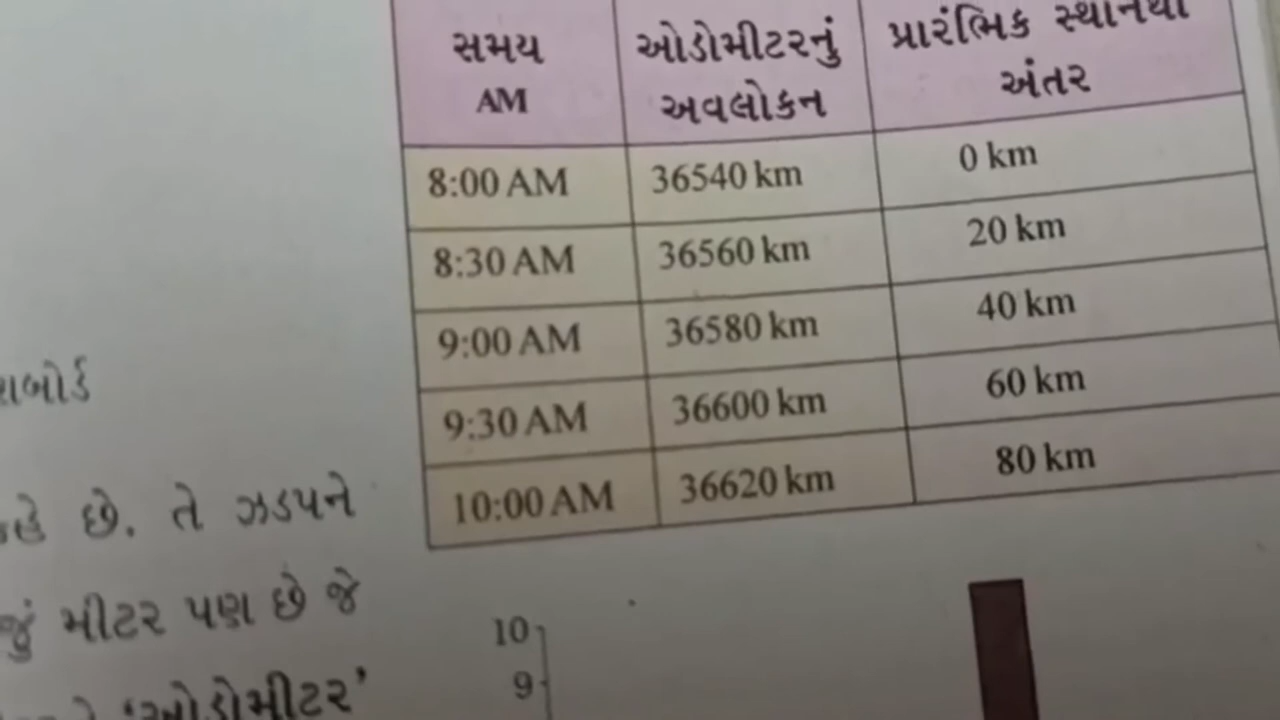 સમય ઓડોમીટરનું પ્રારંભિક સ્થાનથી
AM અવલોકન અંતર
8:00 AM 36540 km 0 km
8:30 AM 36560 km 20 km
9:00 AM 36580 km 40 km
9:30 AM 36600 km 60 km
10:00 AM 36620 km 80 km
છે. તે ઝડપને
મીટર પણ છે જે
‘ઓડોમીટર’
10
9